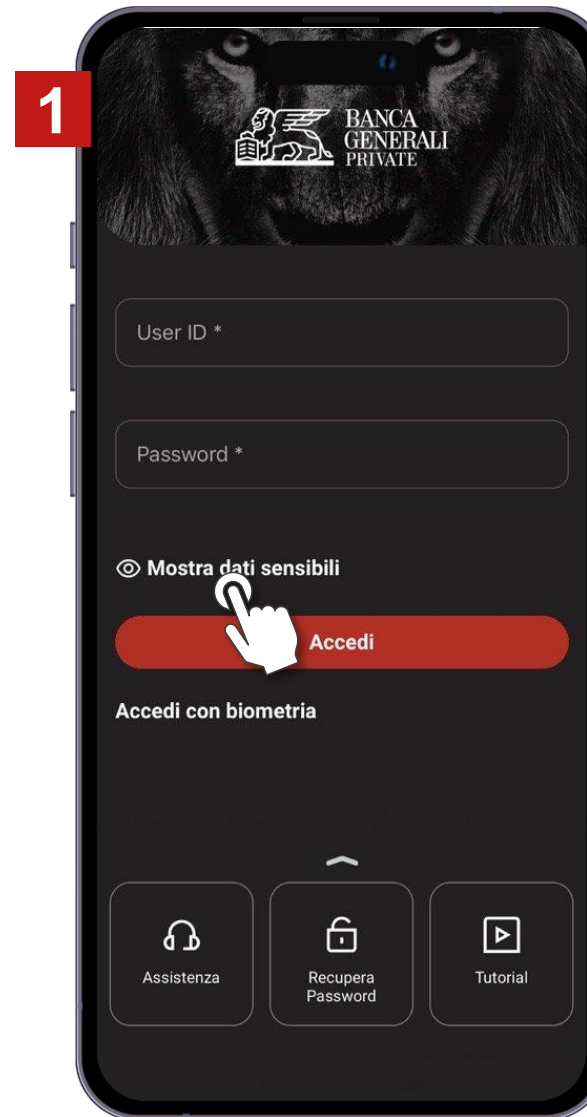 1
BANCA
GENERALI
PRIVATE
User ID *
Password *
Mostra dati sensibili
Accedi
Accedi con biometria
Assistenza
Recupera
Password
Tutorial